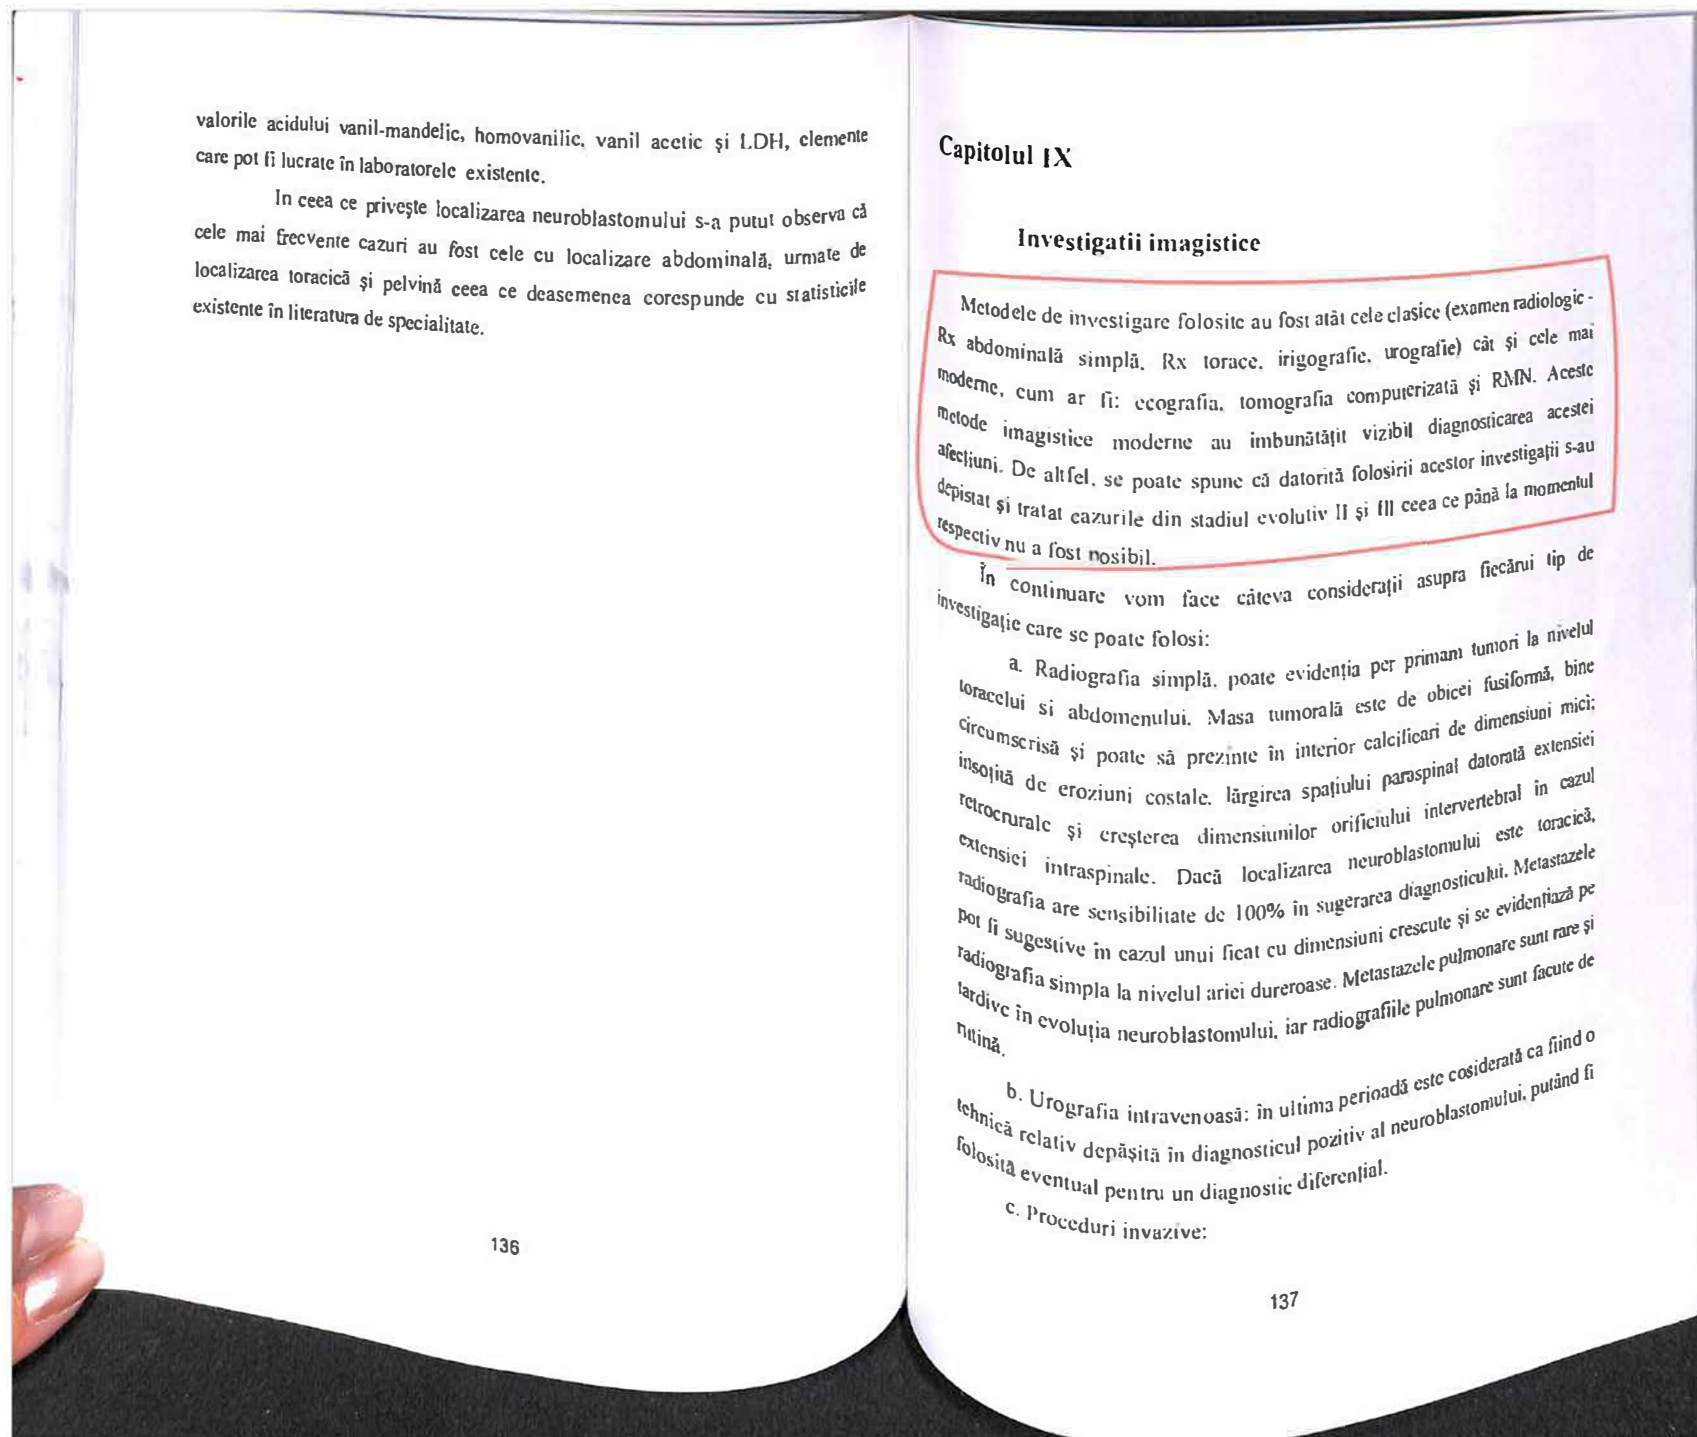 valorile acidului vanil-mandelic, homovanilic, vanil acetic şi LDH, elemente
care pot fi lucrate în laboratorele existente.
In ceea ce priveşte localizarea neuroblastomului s-a putut observa că
cele mai frecvente cazuri au fost cele cu localizare abdominală, urmate de
localizarea toracică şi pelvină ceea ce deasemenea corespunde cu statisticile
existente în literatura de specialitate.
136
Capitolul IX
Investigatii imagistice
Metodele de investigare folosite au fost atât cele clasice (examen radiologic -
Rx abdominală simplă, Rx torace, irigografie, urografie) cât şi cele mai
moderne, cum ar fi: ecografia, tomografia computerizată şi RMN. Aceste
metode imagistice moderne au imbunătăţit vizibil diagnosticarea acestei
afecţiuni. De altfel, se poate spune că datorită folosirii acestor investigaţii s-au
depistat şi tratat cazurile din stadiul evolutiv II şi III ceea ce până la momentul
respectiv nu a fost posibil.
În continuare vom face câteva consideraţii asupra fiecărui tip de
investigaţie care se poate folosi:
a. Radiografia simplă, poate evidenţia per primam tumori la nivelul
toracelui si abdomenului. Masa tumorală este de obicei fusiformă, bine
circumscrisă şi poate să prezinte în interior calcificari de dimensiuni mici;
insoţită de eroziuni costale, lărgirea spaţiului paraspinal datorată extensiei
retrocrurale şi creşterea dimensiunilor orificiului intervertebral în cazul
extensiei intraspinale. Dacă localizarea neuroblastomului este toracică,
radiografia are sensibilitate de 100% în sugerarea diagnosticului. Metastazele
pot fi sugestive în cazul unui ficat cu dimensiuni crescute şi se evidenţiază pe
radiografia simpla la nivelul ariei dureroase. Metastazele pulmonare sunt rare şi
tardive în evoluţia neuroblastomului, iar radiografiile pulmonare sunt facute de
rutină.
b. Urografia intravenoasă: în ultima perioadă este cosiderată ca fiind o
tehnică relativ depăşită în diagnosticul pozitiv al neuroblastomului, putând fi
folosită eventual pentru un diagnostic diferenţial.
c. Proceduri invazive:
137